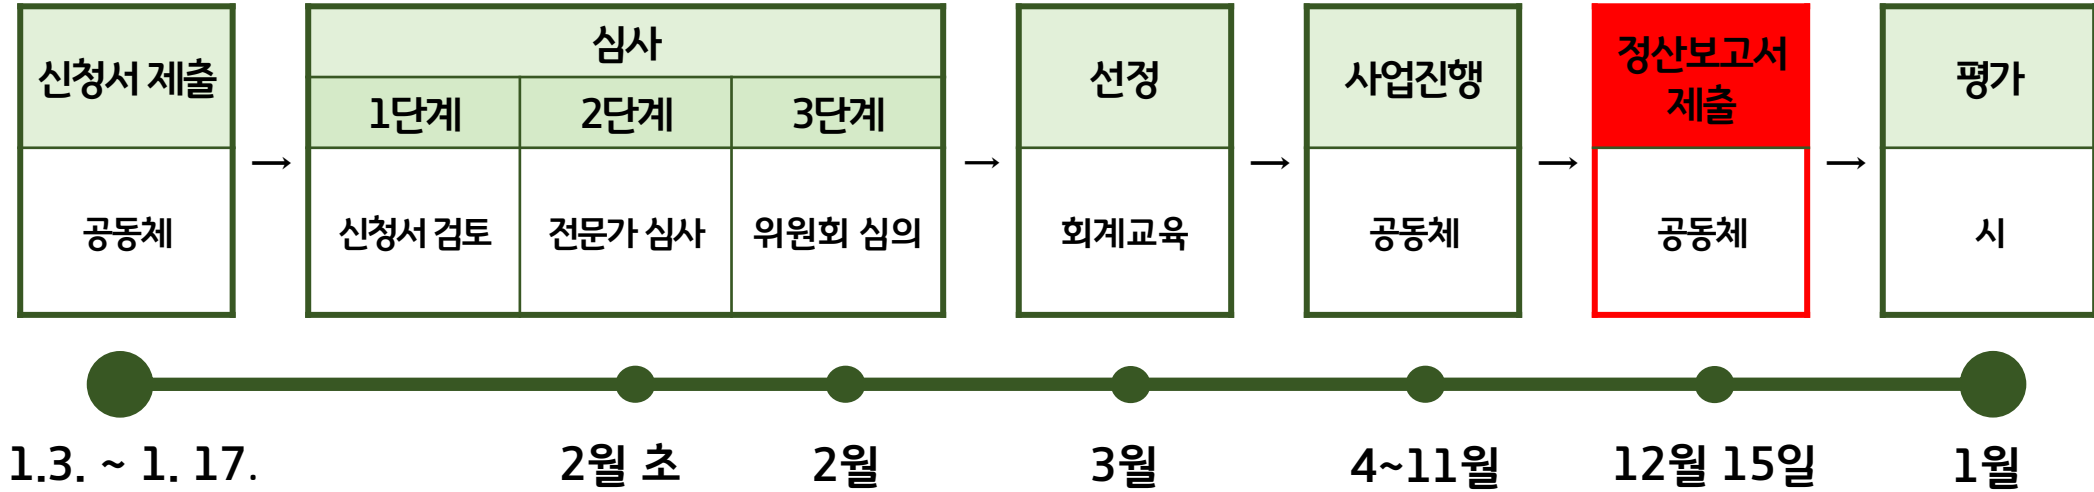 신청서 제출
공동체
→
심사
1단계 2단계 3단계
신청서 검토 전문가 심사 위원회 심의
→
선정
회계교육
→
사업진행
공동체
→
정산보고서
제출
공동체
→
평가
시
1.3. ~ 1. 17. 2월 초 2월 3월 4~11월 12월 15일 1월